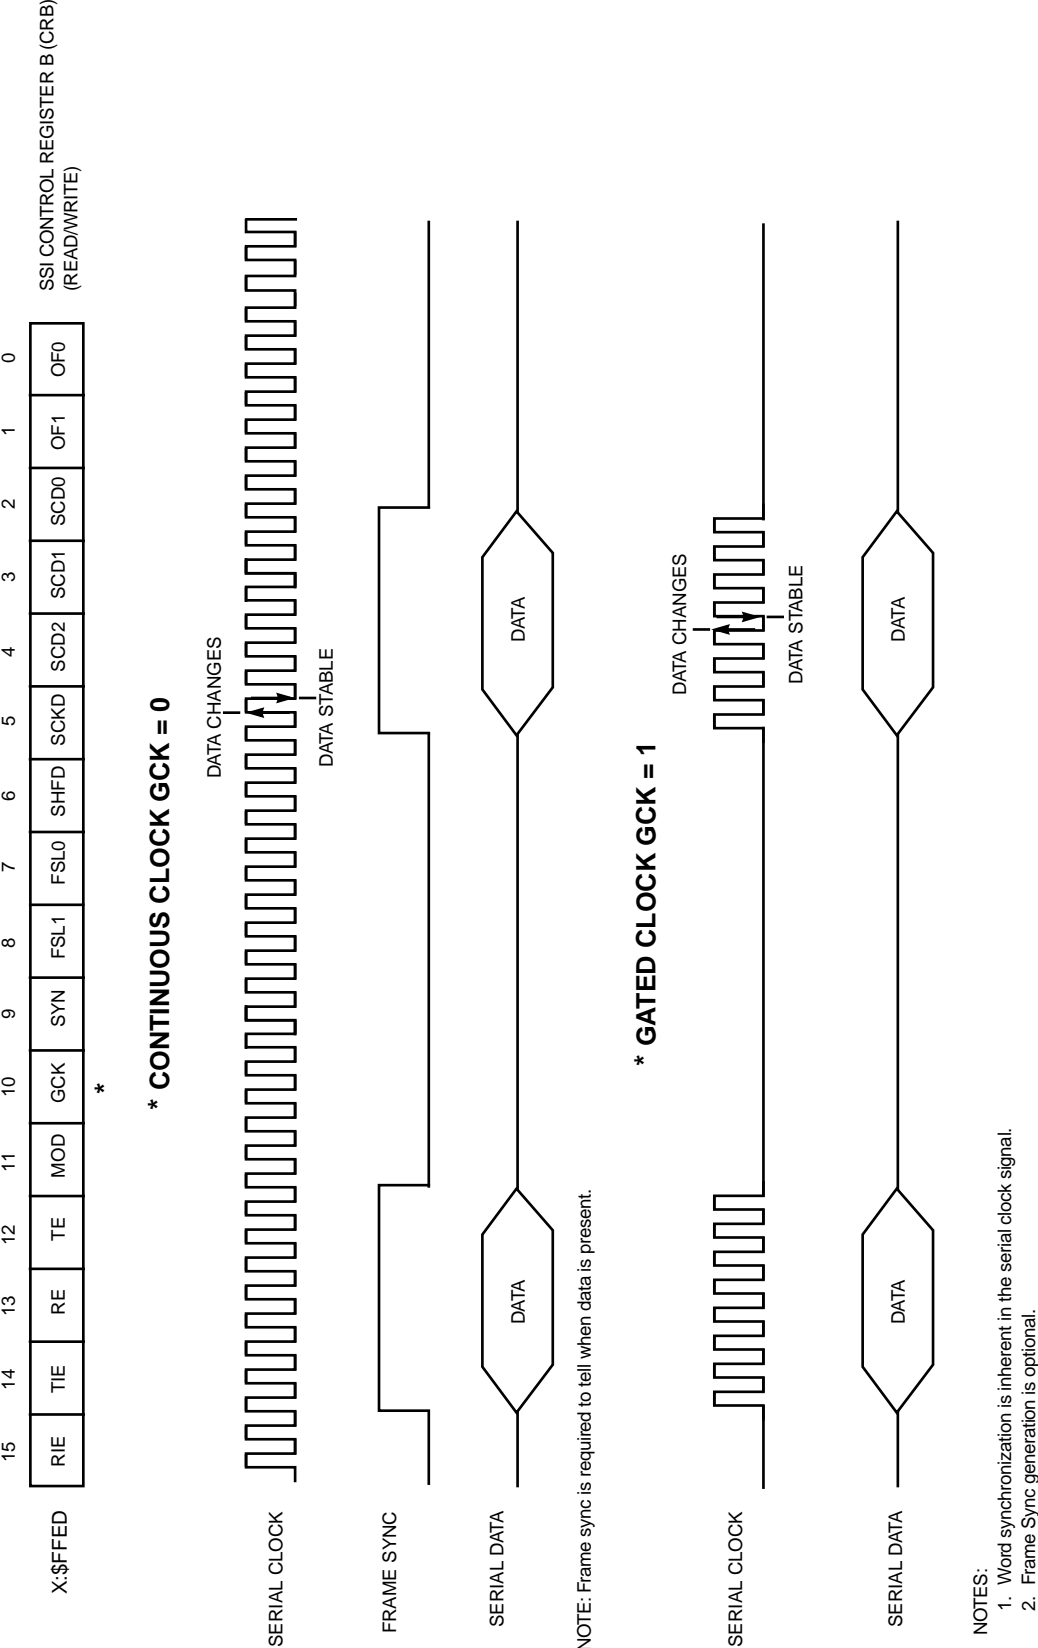 15 14 13 12 11 10 9 8 7 6 5 4 3 2 1 0
X:$FFED RIE TIE RE TE MOD GCK SYN FSL1 FSL0 SHFD SCKD SCD2 SCD1 SCD0 OF1 OF0
SSI CONTROL REGISTER B (CRB)
(READ/WRITE)
*
* CONTINUOUS CLOCK GCK = 0
DATA CHANGES
SERIAL CLOCK
DATA STABLE
FRAME SYNC
SERIAL DATA
DATA DATA
NOTE: Frame sync is required to tell when data is present.
* GATED CLOCK GCK = 1
DATA CHANGES
SERIAL CLOCK
DATA STABLE
SERIAL DATA
DATA DATA
NOTES:
1. Word synchronization is inherent in the serial clock signal.
2. Frame Sync generation is optional.